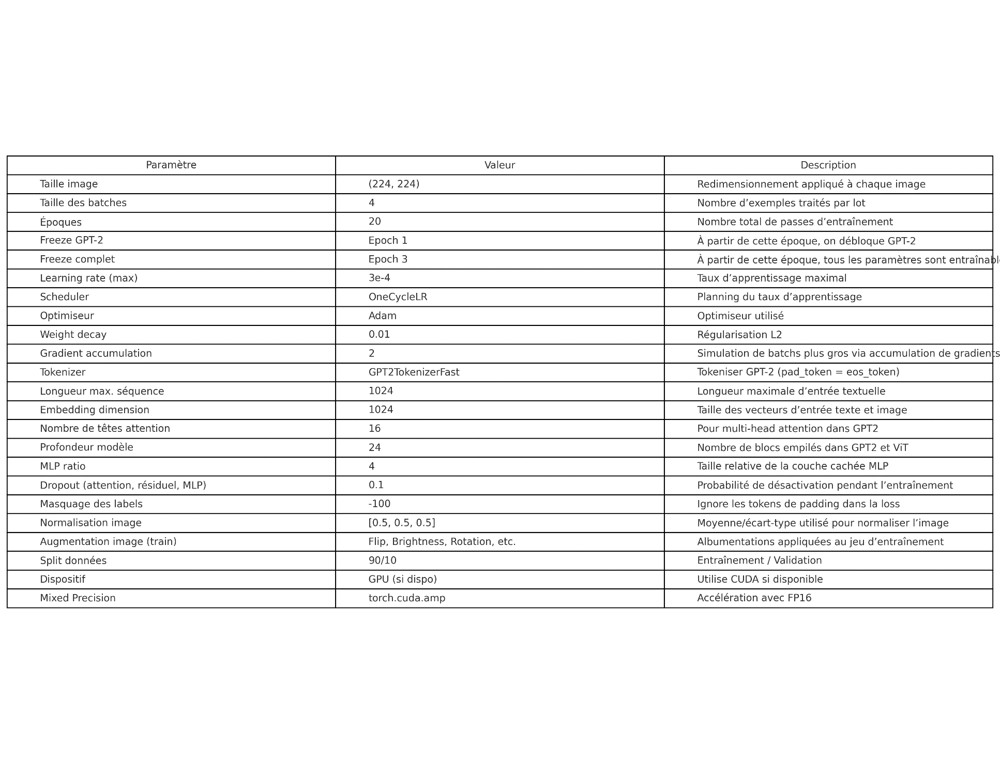 Paramètre Valeur Description
Taille image (224, 224) Redimensionnement appliqué à chaque image
Taille des batches 4 Nombre d’exemples traités par lot
Époques 20 Nombre total de passes d’entraînement
Freeze GPT-2 Epoch 1 À partir de cette époque, on débloque GPT-2
Freeze complet Epoch 3 À partir de cette époque, tous les paramètres sont
Learning rate (max) 3e-4 Taux d’apprentissage maximal
Scheduler OneCycleLR Planning du taux d’apprentissage
Optimiseur Adam Optimiseur utilisé
Weight decay 0.01 Régularisation L2
Gradient accumulation 2 Simulation de batchs plus gros via accumulation de gradients
Tokenizer GPT2TokenizerFast Tokeniser GPT-2 (pad_token = eos_token)
Longueur max. séquence 1024 Longueur maximale d’entrée textuelle
Embedding dimension 1024 Taille des vecteurs d’entrée texte et image
Nombre de têtes attention 16 Pour multi-head attention dans GPT2
Profondeur modèle 24 Nombre de blocs empilés dans GPT2 et ViT
MLP ratio 4 Taille relative de la couche cachée MLP
Dropout (attention, résiduel, MLP) 0.1 Probabilité de désactivation pendant l’entraînement
Masquage des labels -100 Ignore les tokens de padding dans la loss
Normalisation image [0.5, 0.5, 0.5] Moyenne/écart-type utilisé pour normaliser l’image
Augmentation image (train) Flip, Brightness, Rotation, etc. Albumentations appliquées au jeu d’entraînement
Split données 90/10 Entraînement / Validation
Dispositif GPU (si dispo) Utilise CUDA si disponible
Mixed Precision torch.cuda.amp Accélération avec FP16